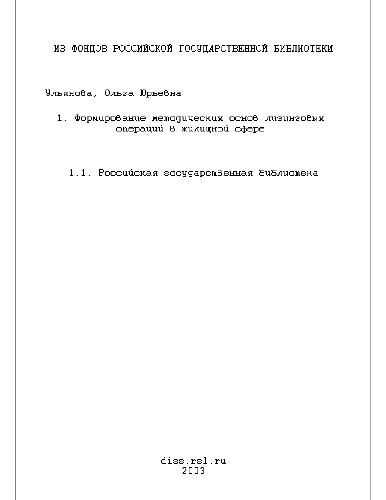 ИЗ ФОНДОВ РОССИЙСКОЙ ГОСУДАРСТВЕННОЙ БИБЛИОТЕКИ
Ульянова, Ольга Юрьевна
1. Формирование методических основ лизинговых
операций в жилищной сфере
1.1. Российская государственная библиотека
diss.rsl.ru
2003